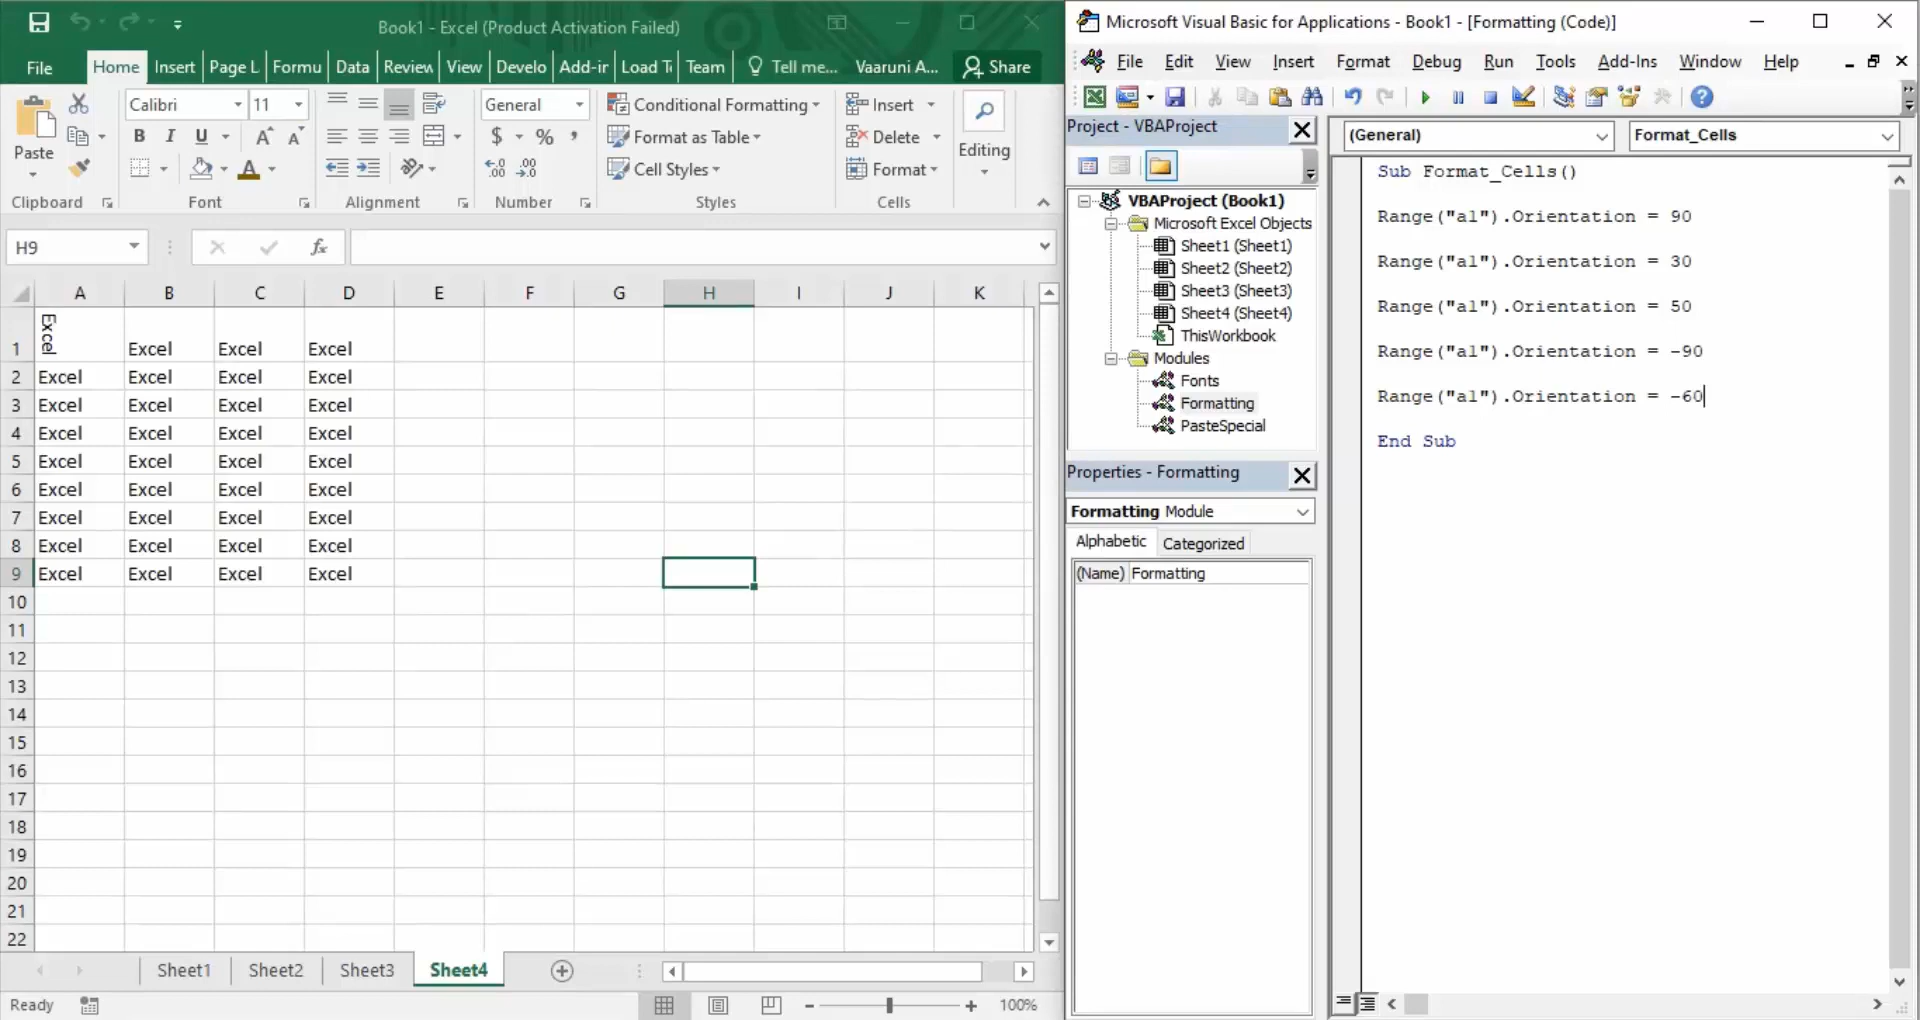 Book1 - Excel (Product Activation Failed)
File Home Insert Page L Formu Data Review View Develo Add-ir Load T Team Tell me... Vaaruni A... Share
Calibri 11 General Conditional Formatting Insert
Paste B I U A A $ % , Format as Table Delete Editing
A Cell Styles Format
Clipboard Font Alignment Number Styles Cells
H9 fx
A B C D E F G H I J K
1 Excel Excel Excel Excel
2 Excel Excel Excel Excel
3 Excel Excel Excel Excel
4 Excel Excel Excel Excel
5 Excel Excel Excel Excel
6 Excel Excel Excel Excel
7 Excel Excel Excel Excel
8 Excel Excel Excel Excel
9 Excel Excel Excel Excel
10
11
12
13
14
15
16
17
18
19
20
21
22
Sheet1 Sheet2 Sheet3 Sheet4
Ready 100%
Microsoft Visual Basic for Applications - Book1 - [Formatting (Code)]
File Edit View Insert Format Debug Run Tools Add-Ins Window Help
Project - VBAProject
VBAProject (Book1)
Microsoft Excel Objects
Sheet1 (Sheet1)
Sheet2 (Sheet2)
Sheet3 (Sheet3)
Sheet4 (Sheet4)
ThisWorkbook
Modules
Fonts
Formatting
PasteSpecial
Properties - Formatting
Formatting Module
Alphabetic Categorized
(Name) Formatting
(General) Format_Cells
Sub Format_Cells()
Range("a1").Orientation = 90
Range("a1").Orientation = 30
Range("a1").Orientation = 50
Range("a1").Orientation = -90
Range("a1").Orientation = -60
End Sub